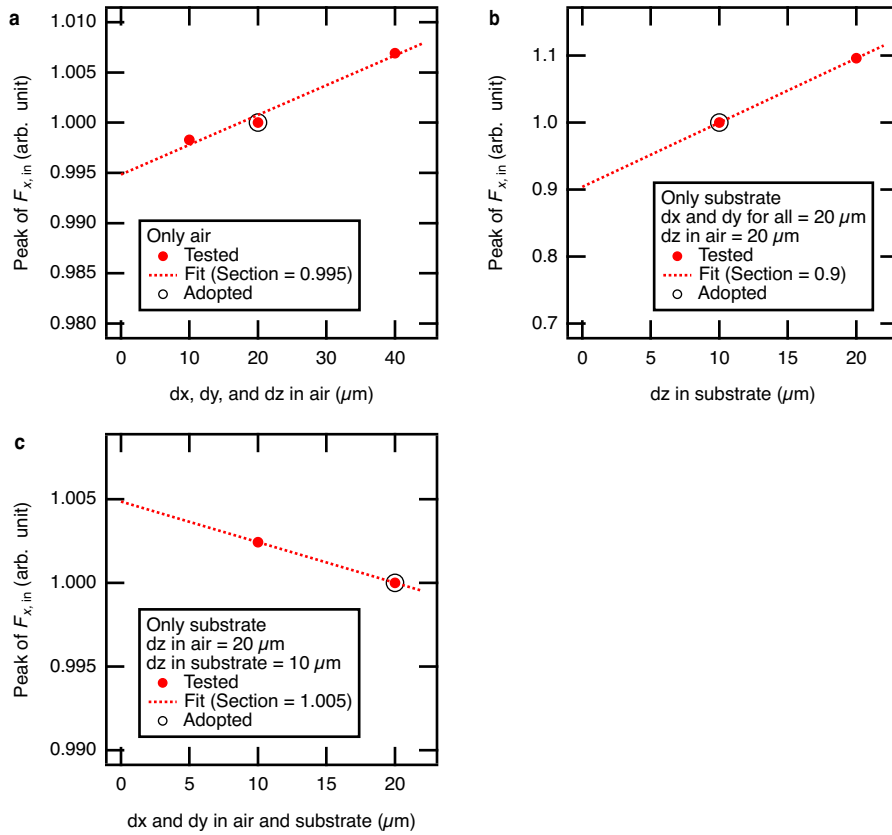 a
Peak of Fx, in (arb. unit)
1.010
1.005
1.000
0.995
0.990
0.985
0.980
Only air
Tested
Fit (Section = 0.995)
Adopted
0 10 20 30 40
dx, dy, and dz in air (µm)
b
Peak of Fx, in (arb. unit)
1.1
1.0
0.9
0.8
0.7
Only substrate
dx and dy for all = 20 µm
dz in air = 20 µm
Tested
Fit (Section = 0.9)
Adopted
0 5 10 15 20
dz in substrate (µm)
c
Peak of Fx, in (arb. unit)
1.005
1.000
0.995
0.990
Only substrate
dz in air = 20 µm
dz in substrate = 10 µm
Tested
Fit (Section = 1.005)
Adopted
0 5 10 15 20
dx and dy in air and substrate (µm)